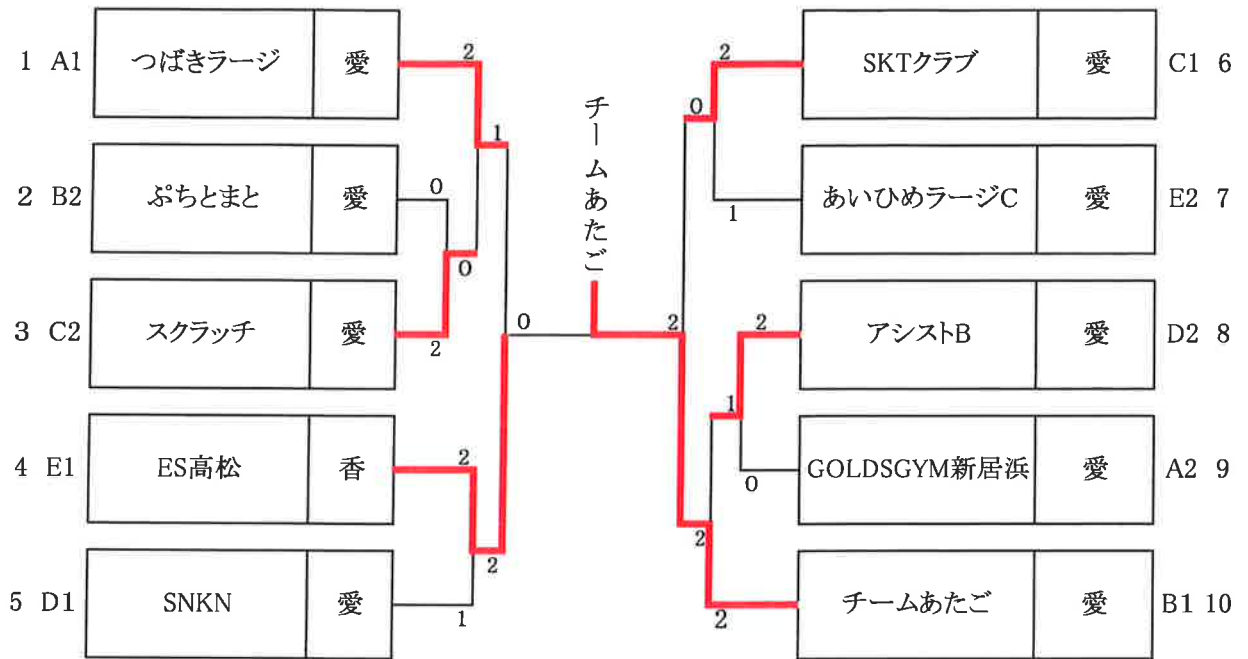 1 A1 つばきラージ 愛
2 B2 ぷちとまと 愛
3 C2 スクラッチ 愛
4 E1 ES高松 香
5 D1 SNKN 愛
2
1
0
0
2
0
2
2
1
チームあたご
2
0
1
2
2
1
0
2
2
SKTクラブ 愛 C1 6
あいひめラージC 愛 E2 7
アシストB 愛 D2 8
GOLDSGYM新居浜 愛 A2 9
チームあたご 愛 B1 10